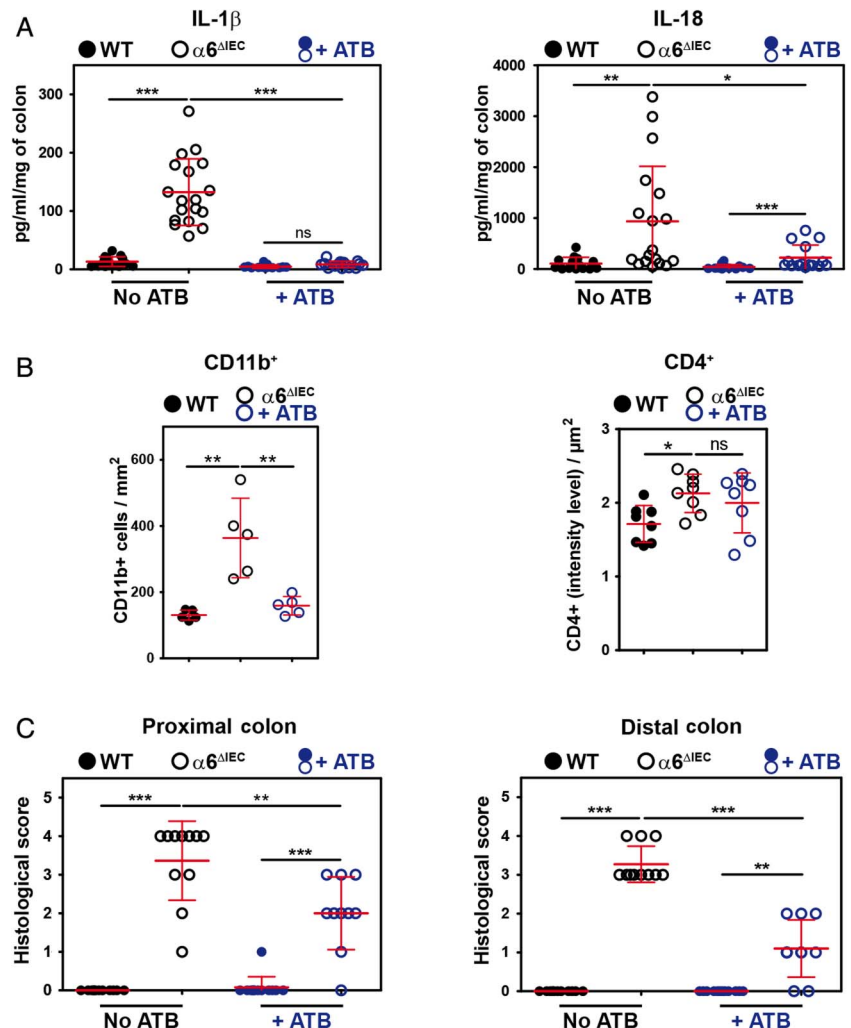 A
IL-1β
IL-18
WT α6ΔIEC + ATB
WT α6ΔIEC + ATB
pg/ml/mg of colon
300
200
100
0
*** *** ns
No ATB + ATB
pg/ml/mg of colon
4000
3000
2000
1000
0
** * ***
No ATB + ATB
B
CD11b+
CD4+
WT α6ΔIEC + ATB
WT α6ΔIEC + ATB
CD11b+ cells / mm2
600
400
200
0
** **
CD4+ (intensity level) / µm2
3
2
1
0
* ns
C
Proximal colon
Distal colon
WT α6ΔIEC + ATB
WT α6ΔIEC + ATB
Histological score
5
4
3
2
1
0
*** ** ***
No ATB + ATB
Histological score
5
4
3
2
1
0
*** *** **
No ATB + ATB